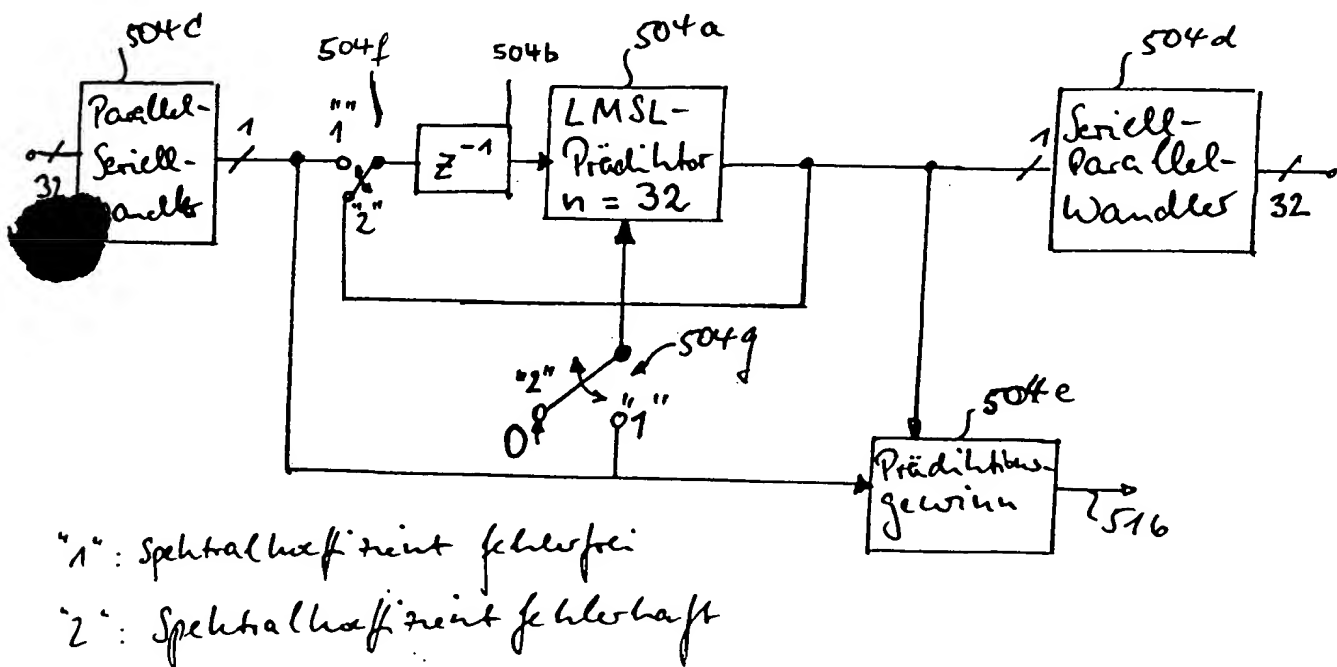 504c
504f
504b
504a
504d
Parallel-
Seriell-
andler
32
1
"1"
"2"
z⁻¹
LMSL-
Prädiktor
n = 32
1
Seriell-
Parallel-
Wandler
32
504g
"2"
"1"
0
504e
Prädiktions-
gewinn
516
"1": Spektralkoeffizient fehlerfrei
"2": Spektralkoeffizient fehlerhaft